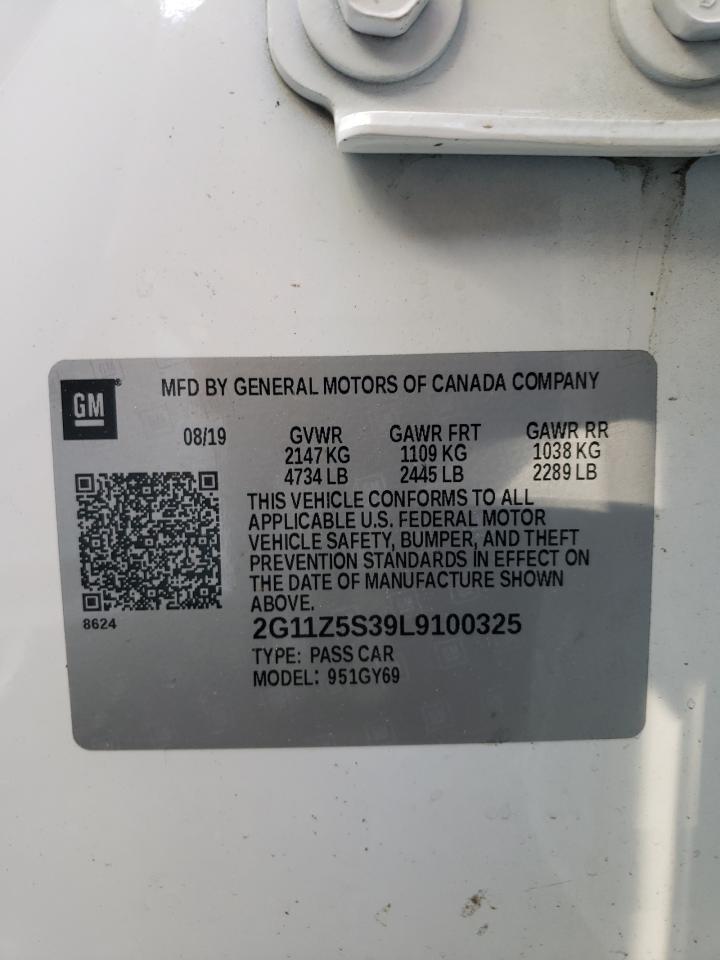 GM
MFD BY GENERAL MOTORS OF CANADA COMPANY
08/19 GVWR GAWR FRT GAWR RR
2147 KG 1109 KG 1038 KG
4734 LB 2445 LB 2289 LB
THIS VEHICLE CONFORMS TO ALL
APPLICABLE U.S. FEDERAL MOTOR
VEHICLE SAFETY, BUMPER, AND THEFT
PREVENTION STANDARDS IN EFFECT ON
THE DATE OF MANUFACTURE SHOWN
ABOVE.
8624
2G11Z5S39L9100325
TYPE: PASS CAR
MODEL: 951GY69